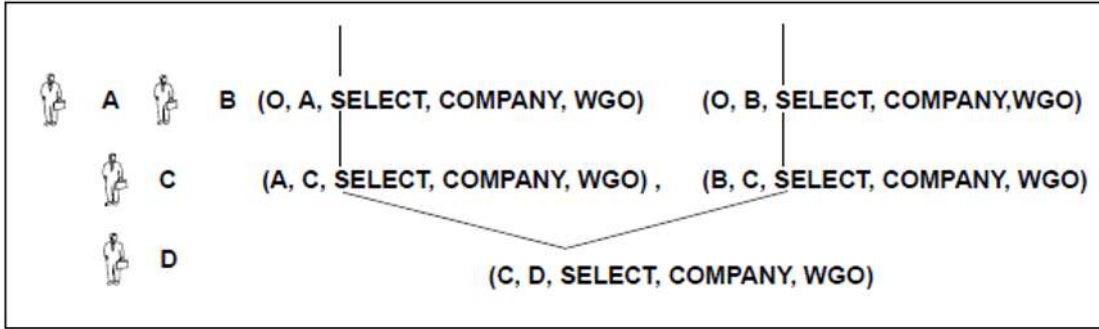 A B (O, A, SELECT, COMPANY, WGO) (O, B, SELECT, COMPANY,WGO)
C (A, C, SELECT, COMPANY, WGO) , (B, C, SELECT, COMPANY, WGO)
D (C, D, SELECT, COMPANY, WGO)